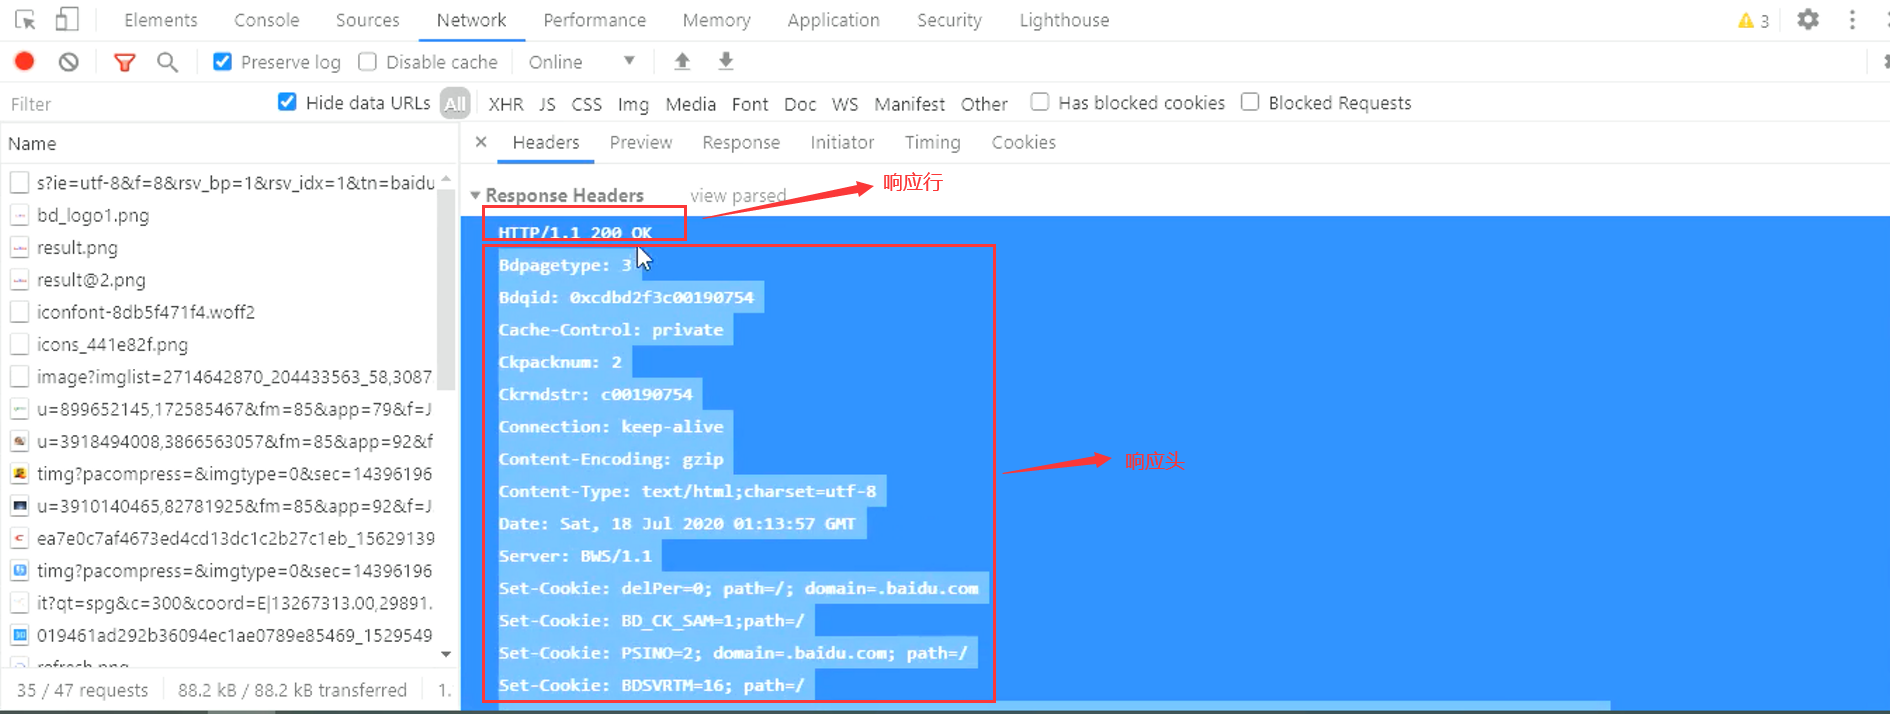 Elements Console Sources Network Performance Memory Application Security Lighthouse 3
Preserve log Disable cache Online
Filter Hide data URLs All XHR JS CSS Img Media Font Doc WS Manifest Other Has blocked cookies Blocked Requests
Name
s?ie=utf-8&f=8&rsv_bp=1&rsv_idx=1&tn=baidu
bd_logo1.png
result.png
result@2.png
iconfont-8db5f471f4.woff2
icons_441e82f.png
image?imglist=2714642870_204433563_58,3087
u=899652145,172585467&fm=85&app=79&f=J
u=3918494008,3866563057&fm=85&app=92&f
timg?pacompress=&imgtype=0&sec=14396196
u=3910140465,82781925&fm=85&app=92&f=J
ea7e0c7af4673ed4cd13dc1c2b27c1eb_15629139
timg?pacompress=&imgtype=0&sec=14396196
it?qt=spg&c=300&coord=E|13267313.00,29891.
019461ad292b36094ec1ae0789e85469_1529549
refresh.png
35 / 47 requests 88.2 kB / 88.2 kB transferred 1.
Headers Preview Response Initiator Timing Cookies
Response Headers view parsed
响应行
HTTP/1.1 200 OK
Bdpagetype: 3
Bdqid: 0xcdbd2f3c00190754
Cache-Control: private
Ckpacknum: 2
Ckrndstr: c00190754
Connection: keep-alive
Content-Encoding: gzip
响应头
Content-Type: text/html;charset=utf-8
Date: Sat, 18 Jul 2020 01:13:57 GMT
Server: BWS/1.1
Set-Cookie: delPer=0; path=/; domain=.baidu.com
Set-Cookie: BD_CK_SAM=1;path=/
Set-Cookie: PSINO=2; domain=.baidu.com; path=/
Set-Cookie: BDSVRTM=16; path=/